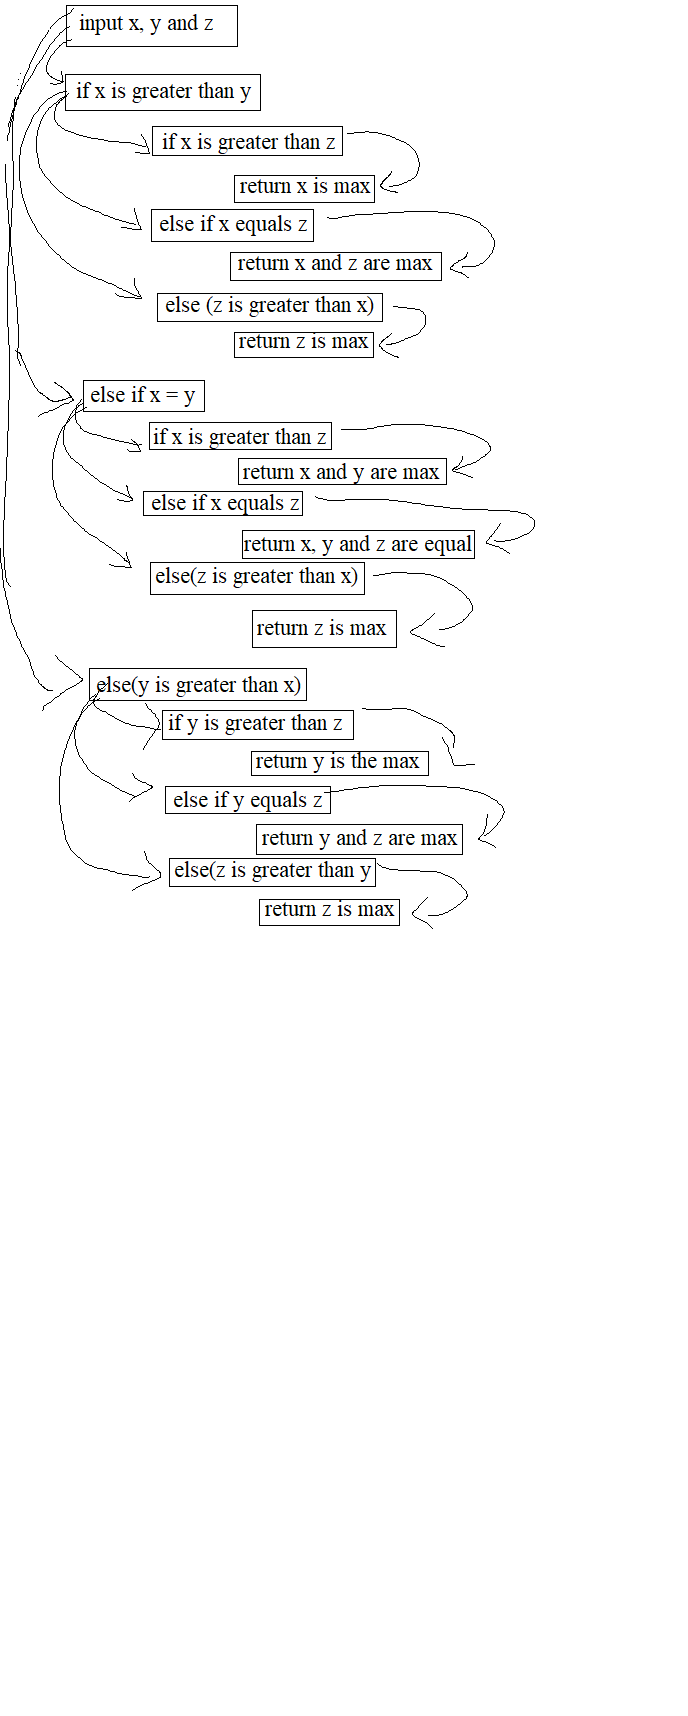 input x, y and z
if x is greater than y
if x is greater than z
return x is max
else if x equals z
return x and z are max
else (z is greater than x)
return z is max
else if x = y
if x is greater than z
return x and y are max
else if x equals z
return x, y and z are equal
else(z is greater than x)
return z is max
else(y is greater than x)
if y is greater than z
return y is the max
else if y equals z
return y and z are max
else(z is greater than y
return z is max